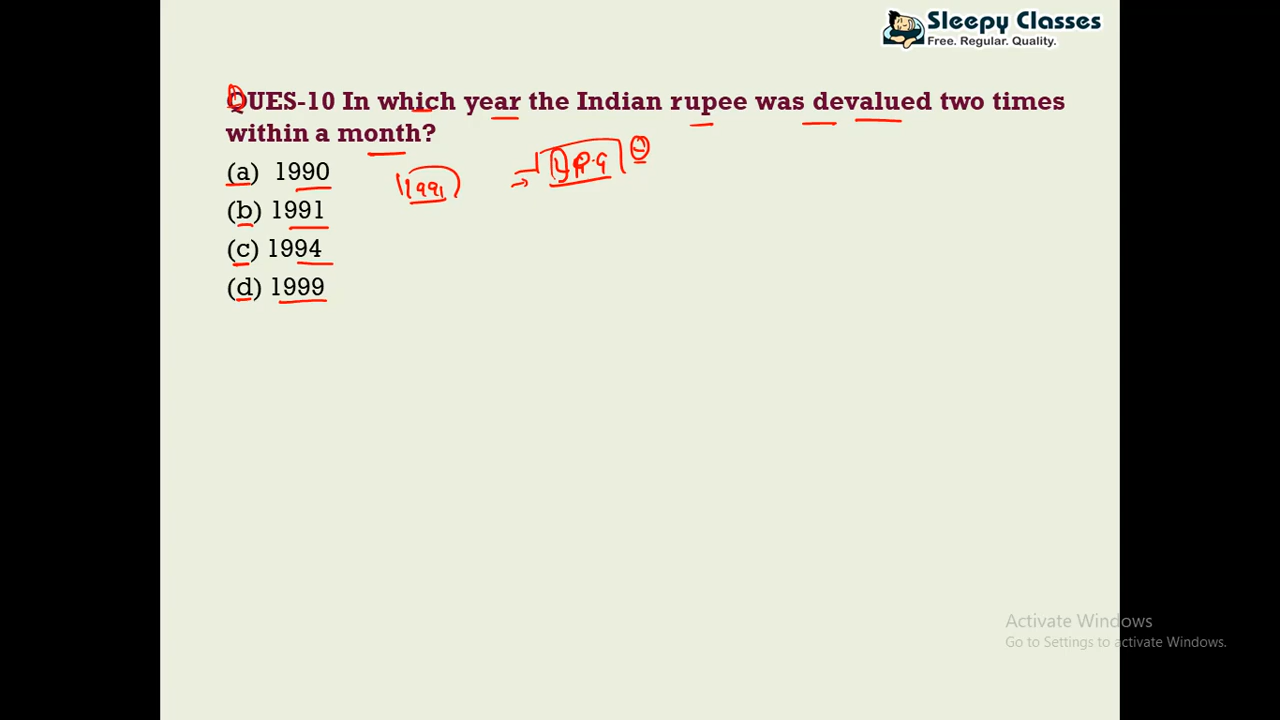 Sleepy Classes
Free. Regular. Quality.
QUES-10 In which year the Indian rupee was devalued two times
within a month?
(a) 1990
(b) 1991
(c) 1994
(d) 1999
1991
LPG
Activate Windows
Go to Settings to activate Windows.